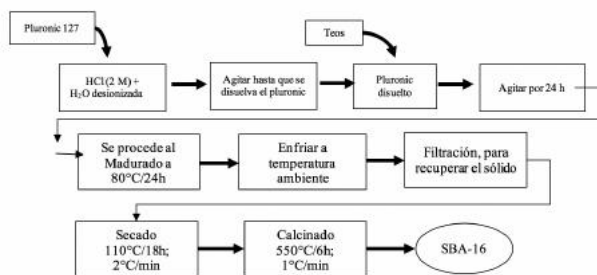 Pluronic 127
Teos
HCl (2 M) +
H₂O desionizada
Agitar hasta que se
disuelva el pluronic
Pluronic
disuelto
Agitar por 24 h
Se procede al
Madurado a
80°C/24h
Enfriar a
temperatura
ambiente
Filtración, para
recuperar el sólido
Secado
110°C/18h;
2°C/min
Calcinado
550°C/6h;
1°C/min
SBA-16